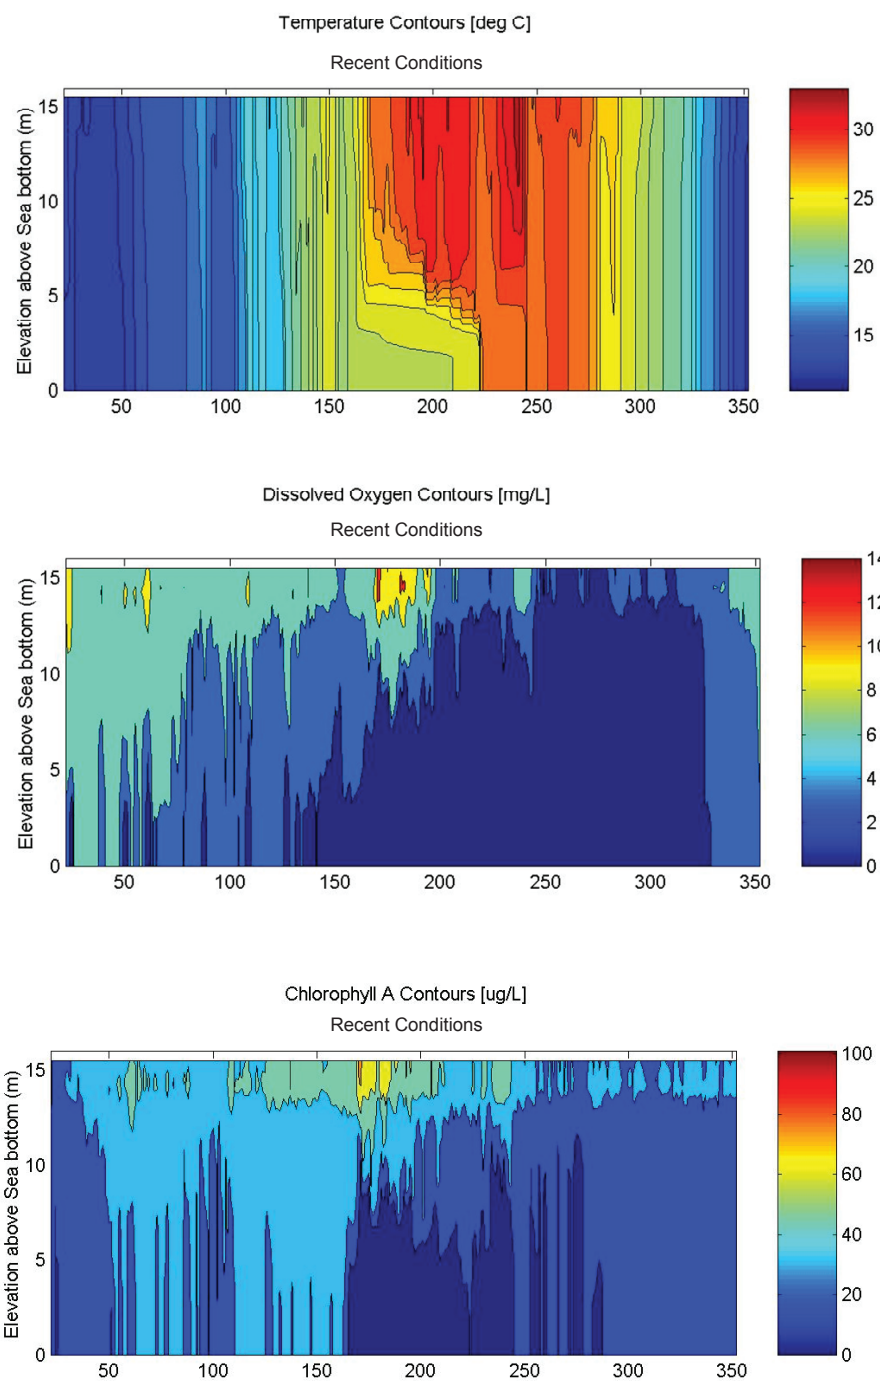 Temperature Contours [deg C]
Recent Conditions
Elevation above Sea bottom (m)
15
10
5
0
50 100 150 200 250 300 350
30
25
20
15
Dissolved Oxygen Contours [mg/L]
Recent Conditions
Elevation above Sea bottom (m)
15
10
5
0
50 100 150 200 250 300 350
14
12
10
8
6
4
2
0
Chlorophyll A Contours [ug/L]
Recent Conditions
Elevation above Sea bottom (m)
15
10
5
0
50 100 150 200 250 300 350
100
80
60
40
20
0